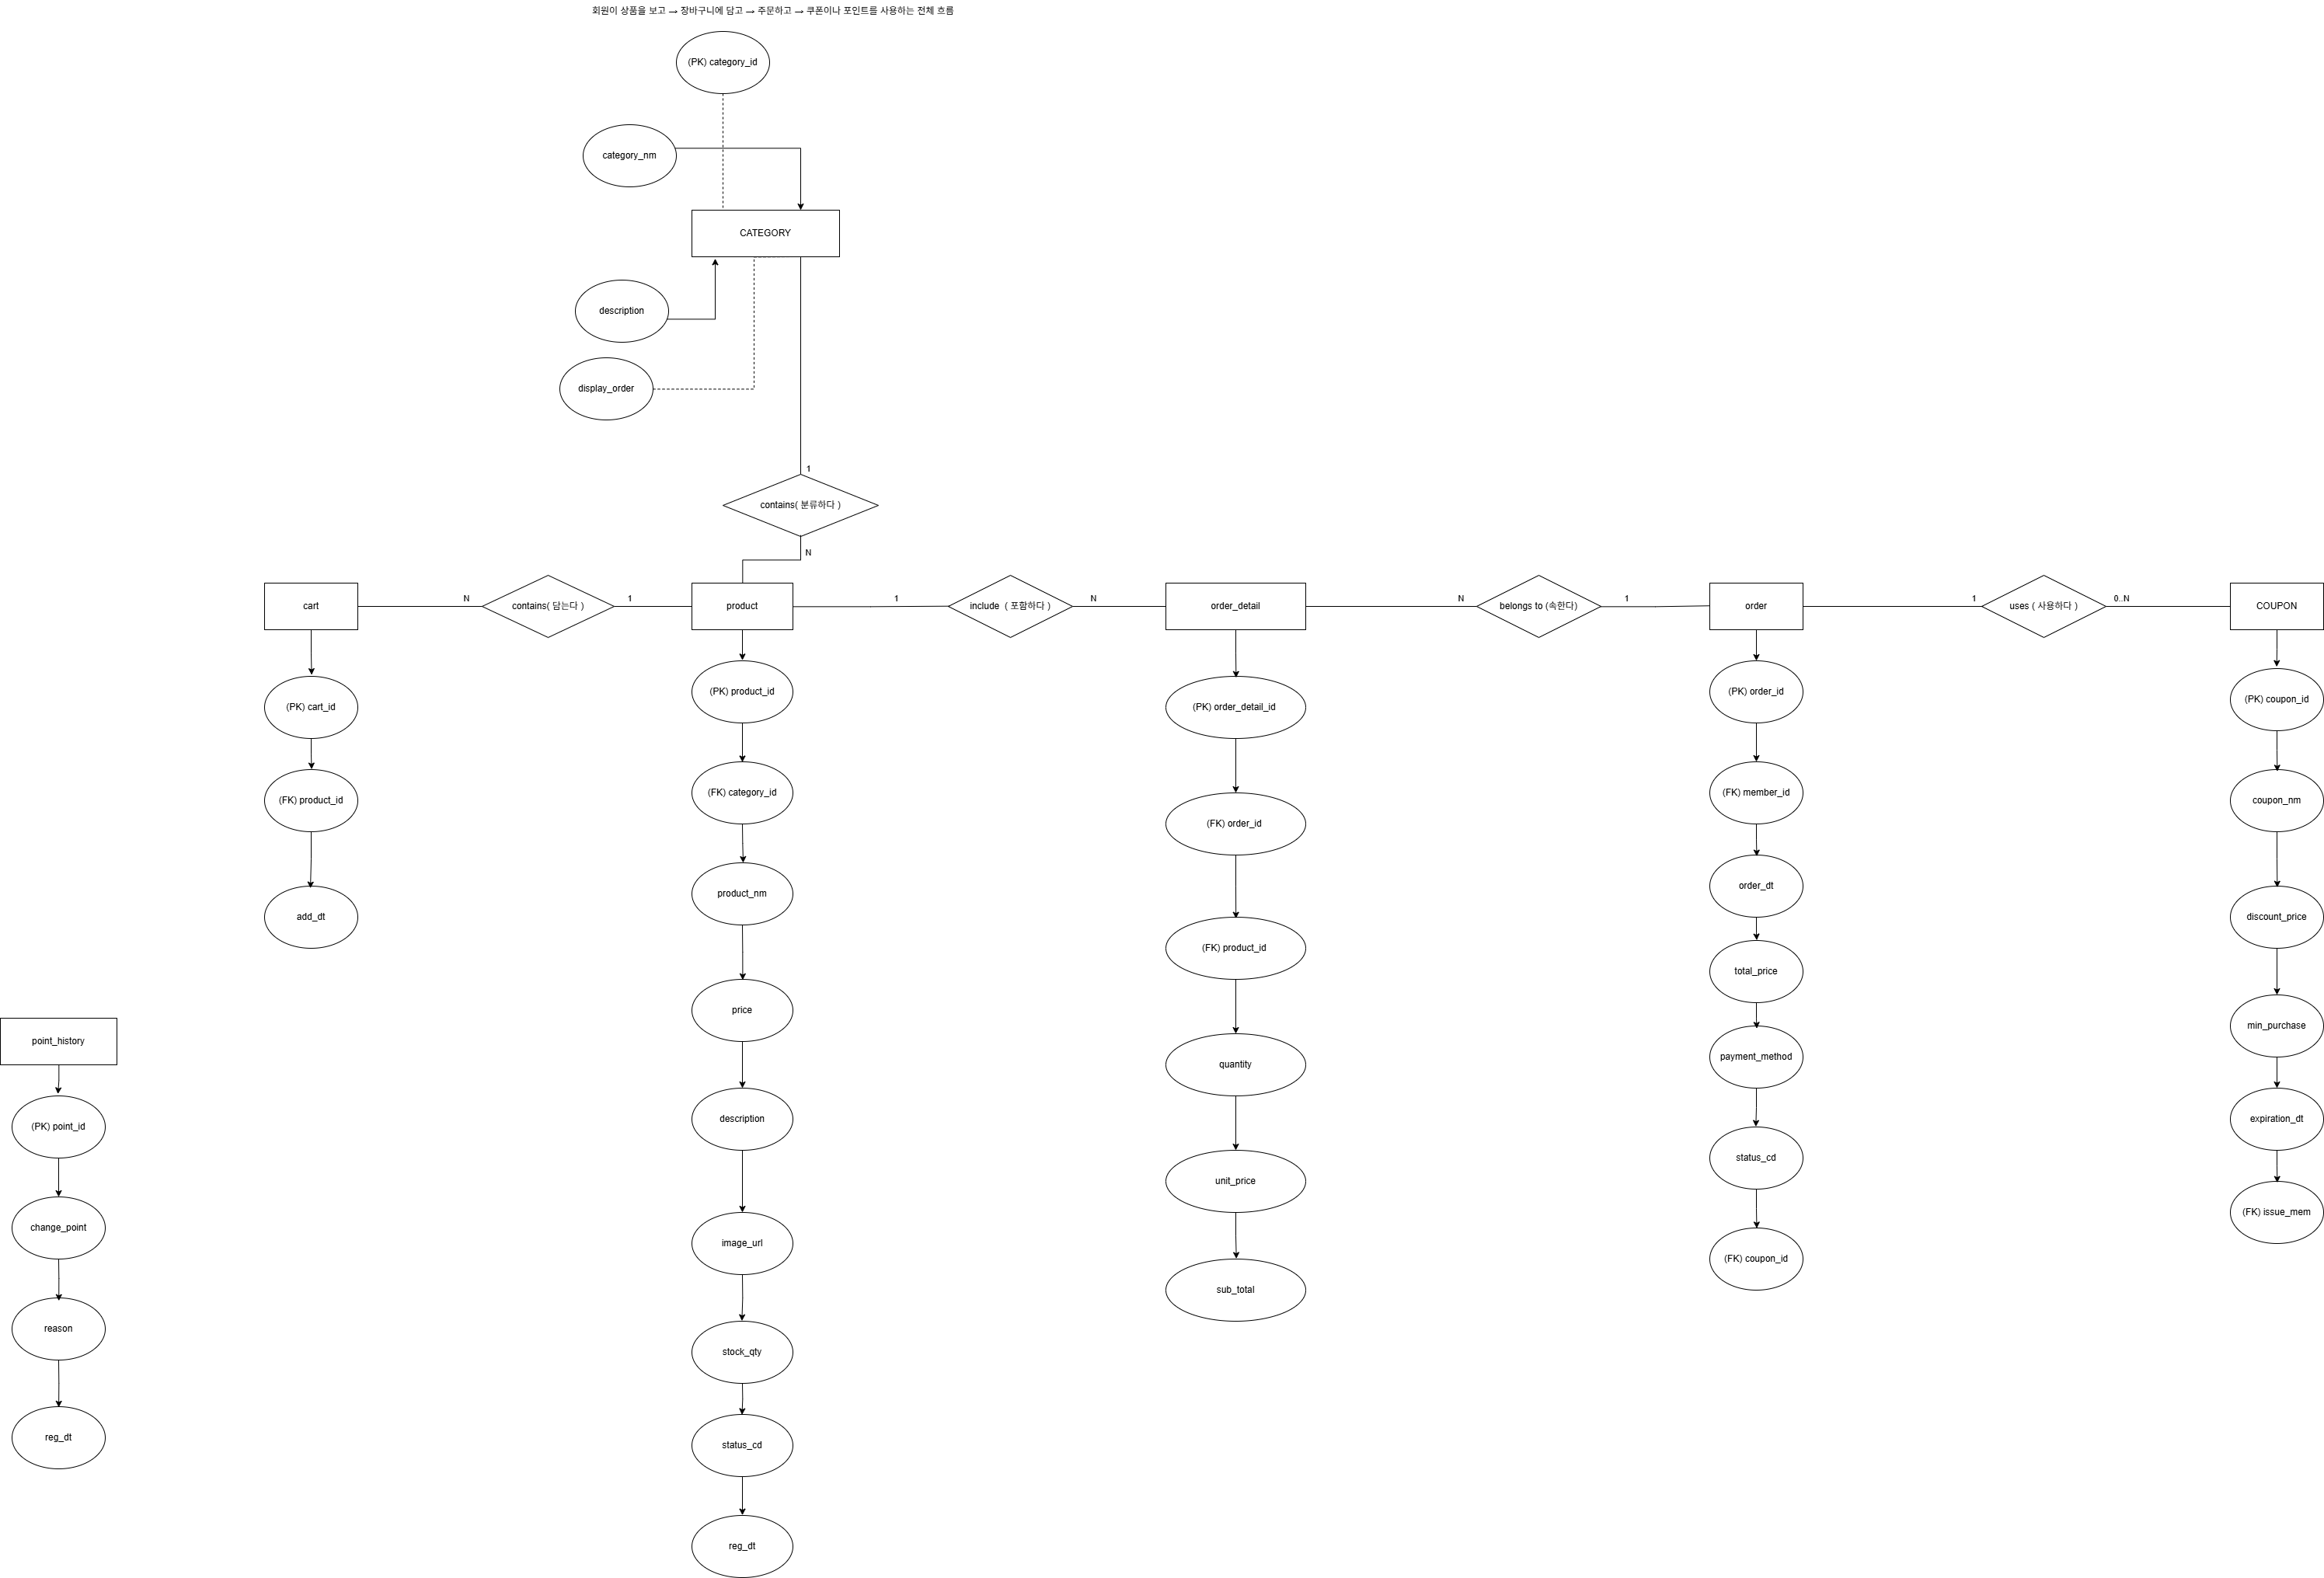 회원이 상품을 보고 → 장바구니에 담고 → 주문하고 → 쿠폰이나 포인트를 사용하는 전체 흐름
(PK) category_id
category_nm
CATEGORY
description
display_order
1
contains( 분류하다 )
N
cart
N
contains( 담는다 )
1
product
1
include ( 포함하다 )
N
order_detail
N
belongs to (속한다)
1
order
1
uses ( 사용하다 )
0..N
COUPON
(PK) cart_id
(FK) product_id
add_dt
(PK) product_id
(FK) category_id
product_nm
price
description
image_url
stock_qty
status_cd
reg_dt
(PK) order_detail_id
(FK) order_id
(FK) product_id
quantity
unit_price
sub_total
(PK) order_id
(FK) member_id
order_dt
total_price
payment_method
status_cd
(FK) coupon_id
(PK) coupon_id
coupon_nm
discount_price
min_purchase
expiration_dt
(FK) issue_mem
point_history
(PK) point_id
change_point
reason
reg_dt